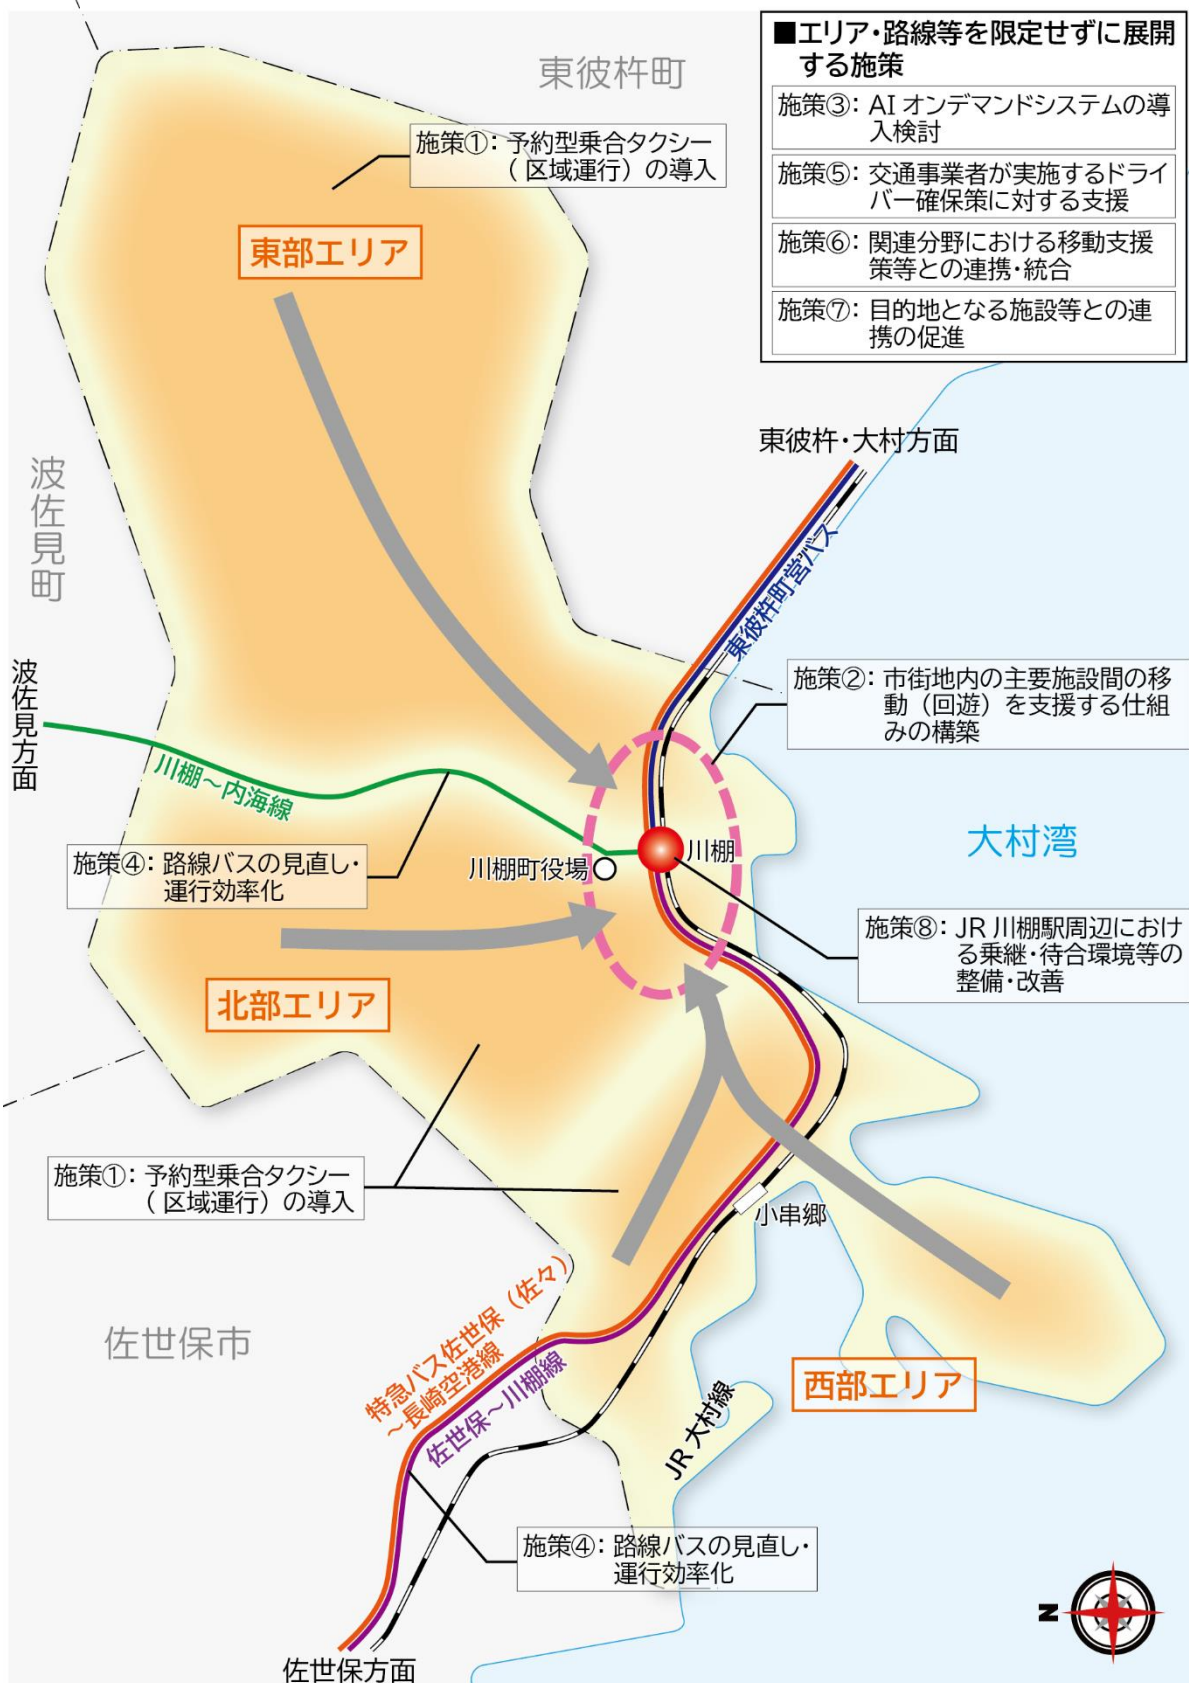 ■エリア・路線等を限定せずに展開
する施策
施策③：AI オンデマンドシステムの導
入検討
施策⑤：交通事業者が実施するドライ
バー確保策に対する支援
施策⑥：関連分野における移動支援
策等との連携・統合
施策⑦：目的地となる施設等との連
携の促進
東彼杵町
施策①：予約型乗合タクシー
（区域運行）の導入
東部エリア
東彼杵・大村方面
波佐見町
東彼杵町営バス
波佐見方面
施策②：市街地内の主要施設間の移
動（回遊）を支援する仕組
みの構築
川棚～内海線
大村湾
施策④：路線バスの見直し・
運行効率化
川棚町役場
川棚
施策⑧：JR 川棚駅周辺におけ
る乗継・待合環境等の
整備・改善
北部エリア
施策①：予約型乗合タクシー
（区域運行）の導入
小串郷
佐世保市
特急バス佐世保（佐々）
～長崎空港線
佐世保～川棚線
西部エリア
JR 大村線
施策④：路線バスの見直し・
運行効率化
N
佐世保方面